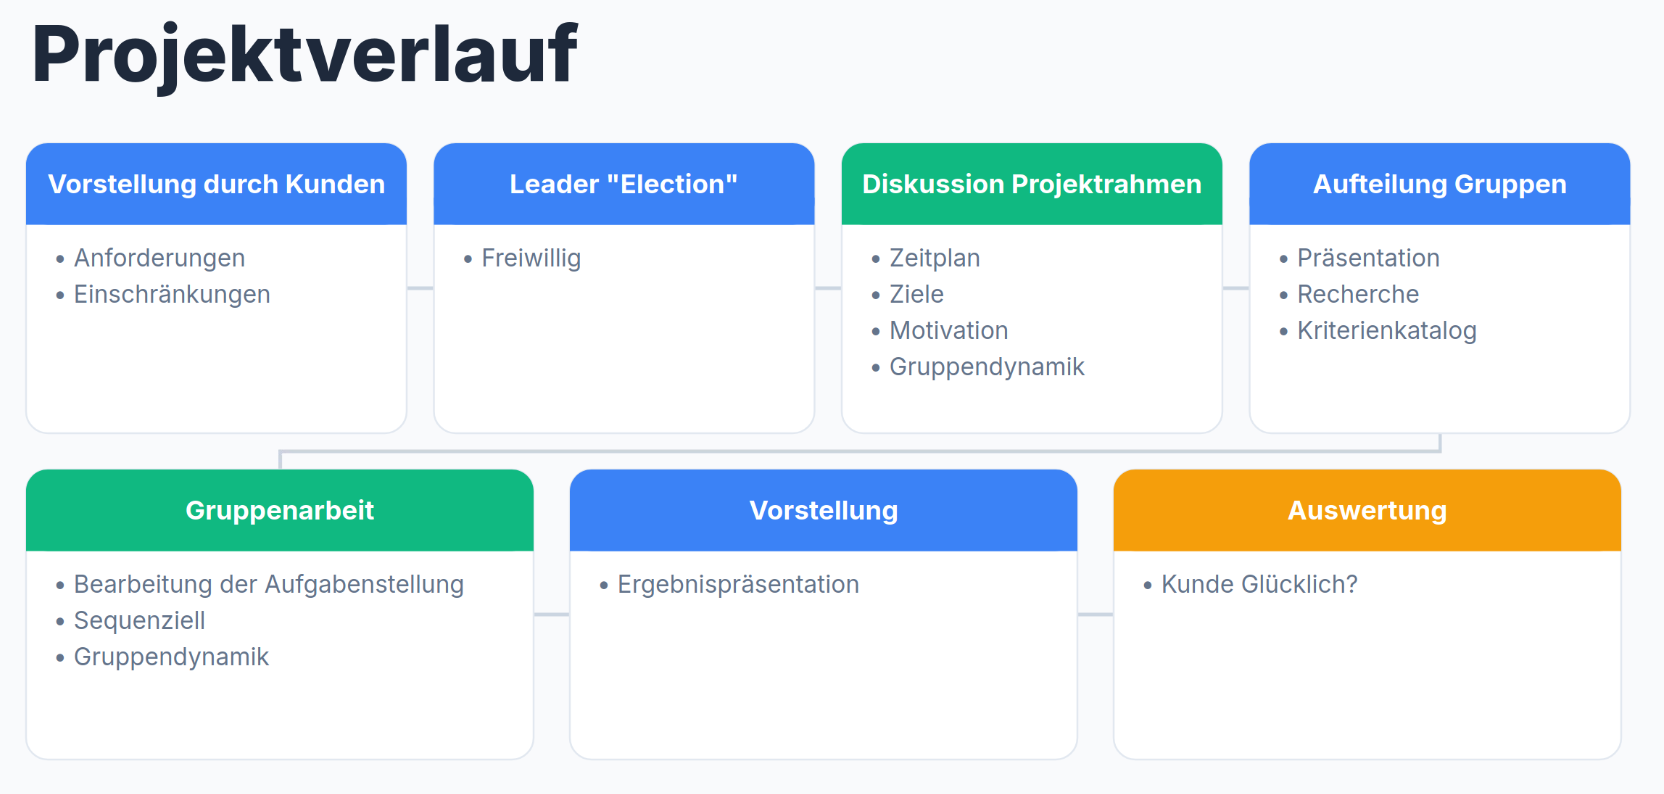 Projektverlauf
Vorstellung durch Kunden
• Anforderungen
• Einschränkungen
Leader "Election"
• Freiwillig
Diskussion Projektrahmen
• Zeitplan
• Ziele
• Motivation
• Gruppendynamik
Aufteilung Gruppen
• Präsentation
• Recherche
• Kriterienkatalog
Gruppenarbeit
• Bearbeitung der Aufgabenstellung
• Sequenziell
• Gruppendynamik
Vorstellung
• Ergebnispräsentation
Auswertung
• Kunde Glücklich?